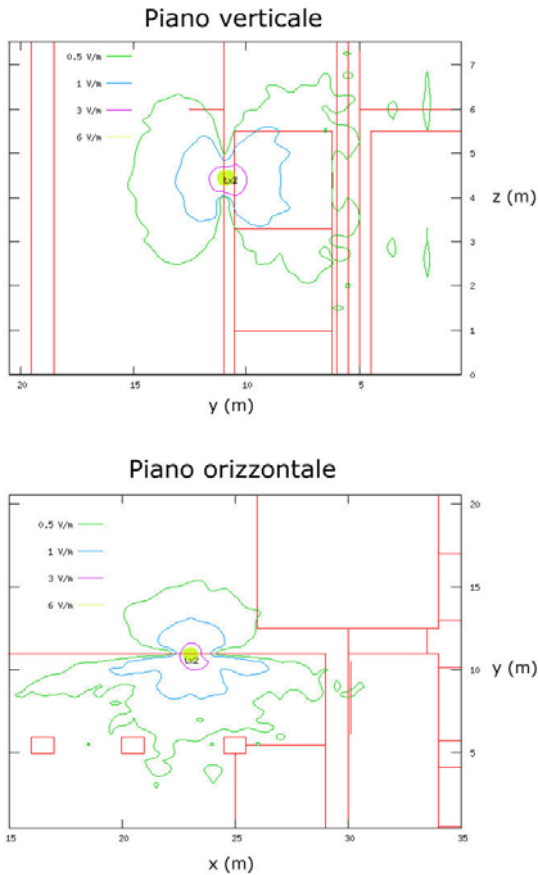 Piano verticale
0.5 V/m
1 V/m
3 V/m
6 V/m
tx2
7
6
5
4
3
2
1
0
z (m)
20
15
10
5
y (m)
Piano orizzontale
0.5 V/m
1 V/m
3 V/m
6 V/m
tx2
20
15
10
5
y (m)
15
20
25
30
35
x (m)